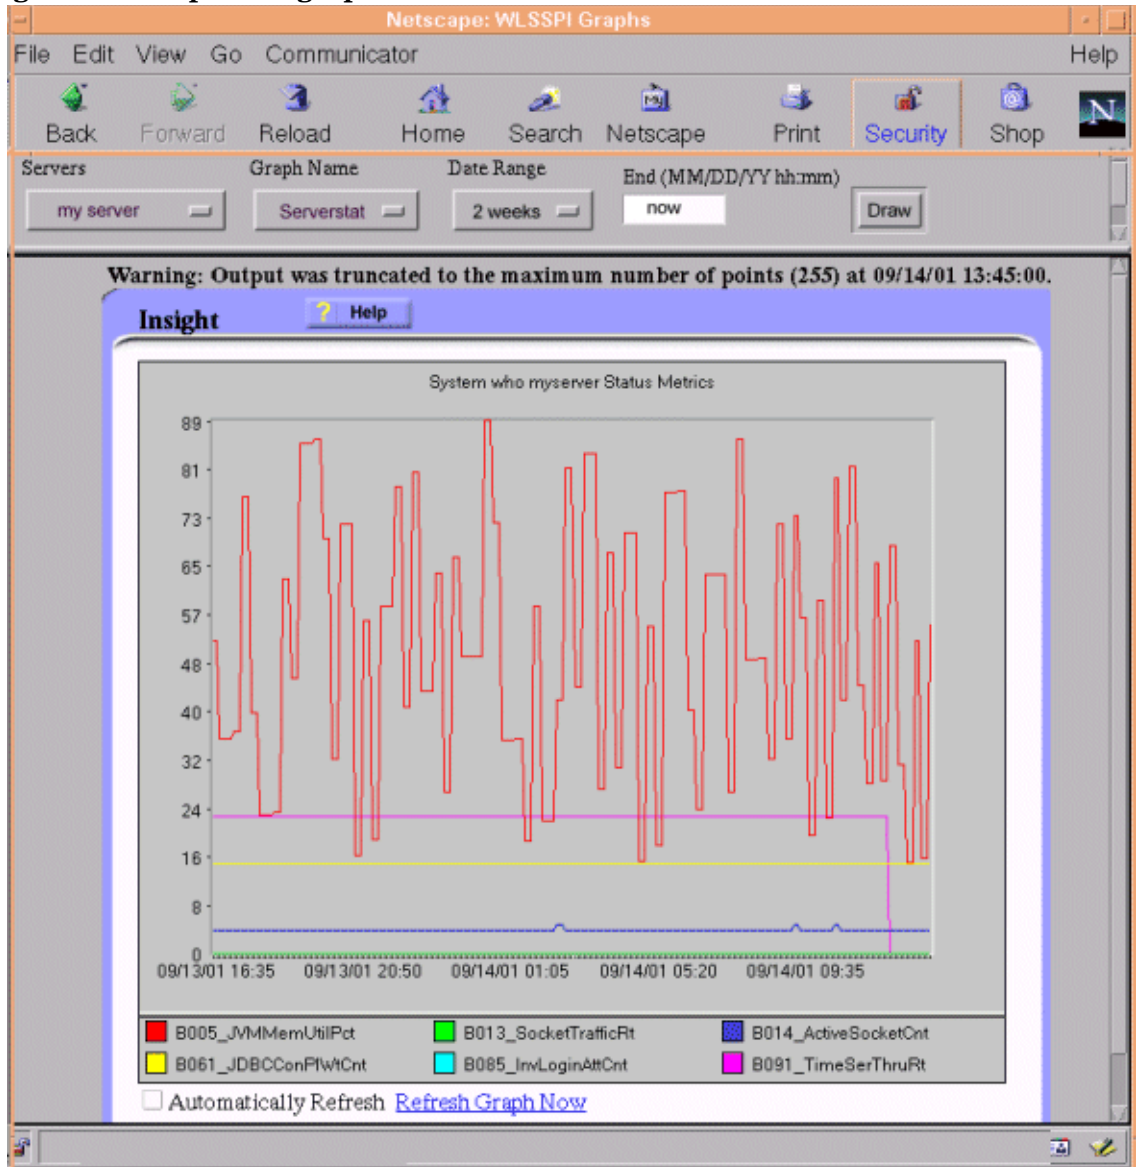 Netscape: WLSSPI Graphs
File Edit View Go Communicator Help
Back Forward Reload Home Search Netscape Print Security Shop
Servers Graph Name Date Range End (MM/DD/YY hh:mm)
my server Serverstat 2 weeks now Draw
Warning: Output was truncated to the maximum number of points (255) at 09/14/01 13:45:00.
Insight ? Help
System who myserver Status Metrics
89
81
73
65
57
48
40
32
24
16
8
0
09/13/01 16:35 09/13/01 20:50 09/14/01 01:05 09/14/01 05:20 09/14/01 09:35
B005_JVMMemUtilPct B013_SocketTrafficRt B014_ActiveSocketCnt
B061_JDBCConPlWtCnt B085_InvLoginAttCnt B091_TimeSerThruRt
Automatically Refresh Refresh Graph Now